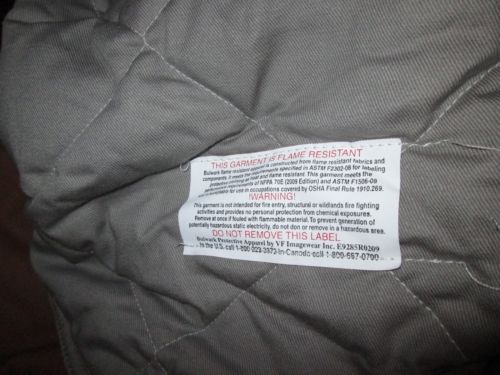 THIS GARMENT IS FLAME RESISTANT
Bulwark flame resistant apparel is constructed from flame resistant fabrics and
components. It meets the requirements specified in ASTM F2302-08 for labeling
protective clothing as heat and flame resistant. This garment meets the
performance requirements of NFPA 70E (2009 Edition) and ASTM F1506-09
for use in occupations covered by OSHA Final Rule 1910.269.
!WARNING!
This garment is not intended for fire entry, structural or wildlands fire fighting
activities and provides no personal protection from chemical exposures.
Remove at once if fouled with flammable material. To prevent generation of
potentially hazardous static electricity, do not don or remove in a hazardous area.
DO NOT REMOVE THIS LABEL
Bulwark Protective Apparel by VF Imagewear Inc. E9285R0209
In the U.S. call 1-800-223-3372-In Canada call 1-800-667-0700